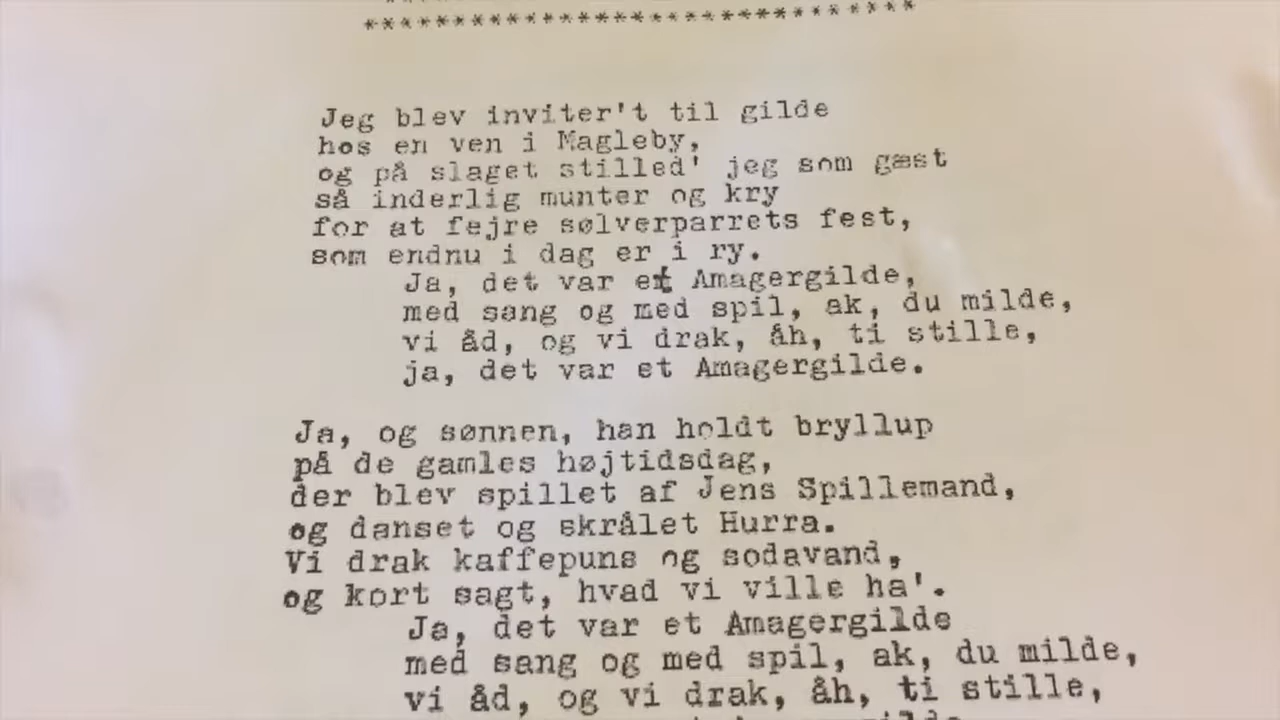 *******************************
Jeg blev inviter't til gilde
hos en ven i Magleby,
og på slaget stilled' jeg som gæst
så inderlig munter og kry
for at fejre sølverparrets fest,
som endnu i dag er i ry.
Ja, det var et Amagergilde,
med sang og med spil, ak, du milde,
vi åd, og vi drak, åh, ti stille,
ja, det var et Amagergilde.
Ja, og sønnen, han holdt bryllup
på de gamles højtidsdag,
der blev spillet af Jens Spillemand,
og danset og skrålet Hurra.
Vi drak kaffepuns og sodavand,
og kort sagt, hvad vi ville ha'.
Ja, det var et Amagergilde
med sang og med spil, ak, du milde,
vi åd, og vi drak, åh, ti stille,